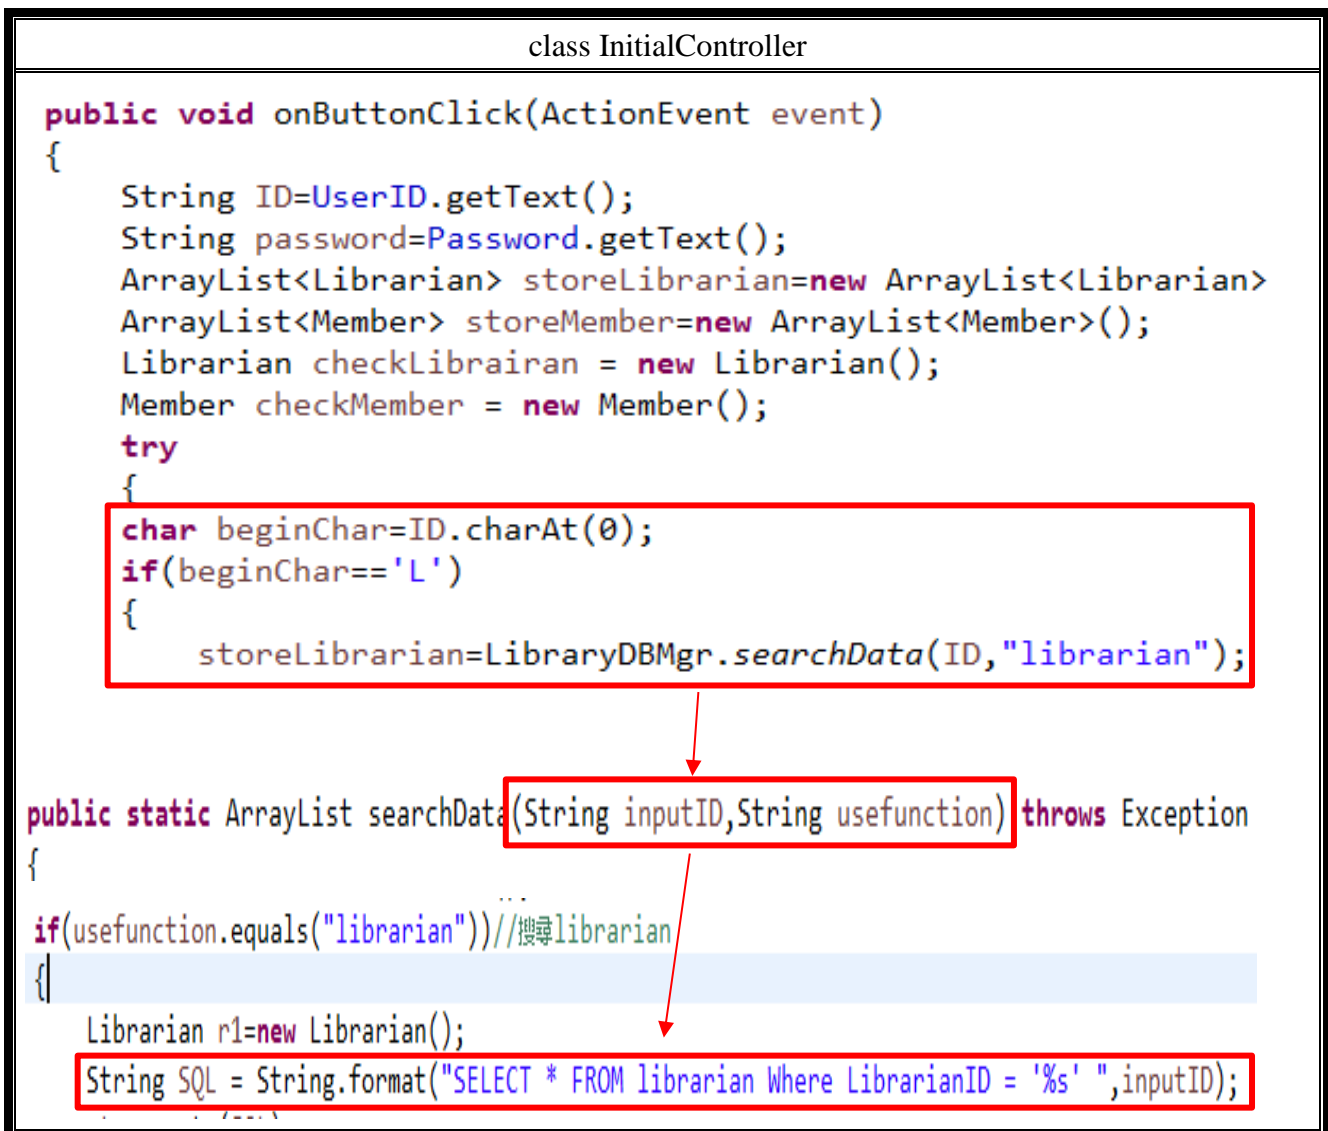 class InitialController
public void onButtonClick(ActionEvent event)
{
String ID=UserID.getText();
String password=Password.getText();
ArrayList<Librarian> storeLibrarian=new ArrayList<Librarian>
ArrayList<Member> storeMember=new ArrayList<Member>();
Librarian checkLibrairan = new Librarian();
Member checkMember = new Member();
try
{
char beginChar=ID.charAt(0);
if(beginChar=='L')
{
storeLibrarian=LibraryDBMgr.searchData(ID,"librarian");
public static ArrayList searchData(String inputID,String usefunction) throws Exception
{
if(usefunction.equals("librarian"))//搜尋librarian
{
Librarian r1=new Librarian();
String SQL = String.format("SELECT * FROM librarian Where LibrarianID = '%s' ",inputID);